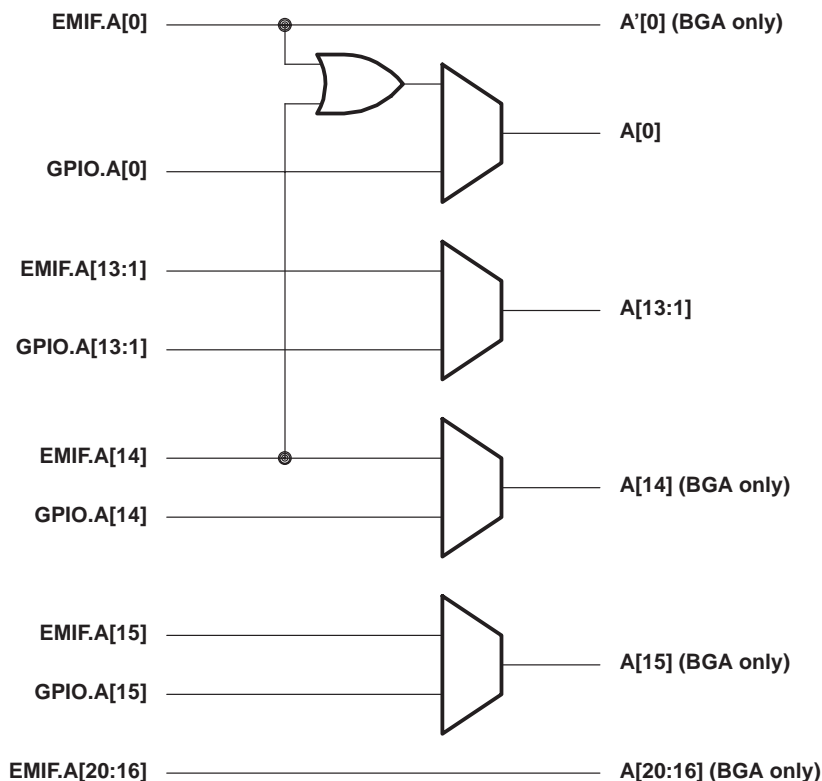 EMIF.A[0] A'[0] (BGA only)
A[0]
GPIO.A[0]
EMIF.A[13:1]
A[13:1]
GPIO.A[13:1]
EMIF.A[14]
A[14] (BGA only)
GPIO.A[14]
EMIF.A[15]
A[15] (BGA only)
GPIO.A[15]
EMIF.A[20:16] A[20:16] (BGA only)